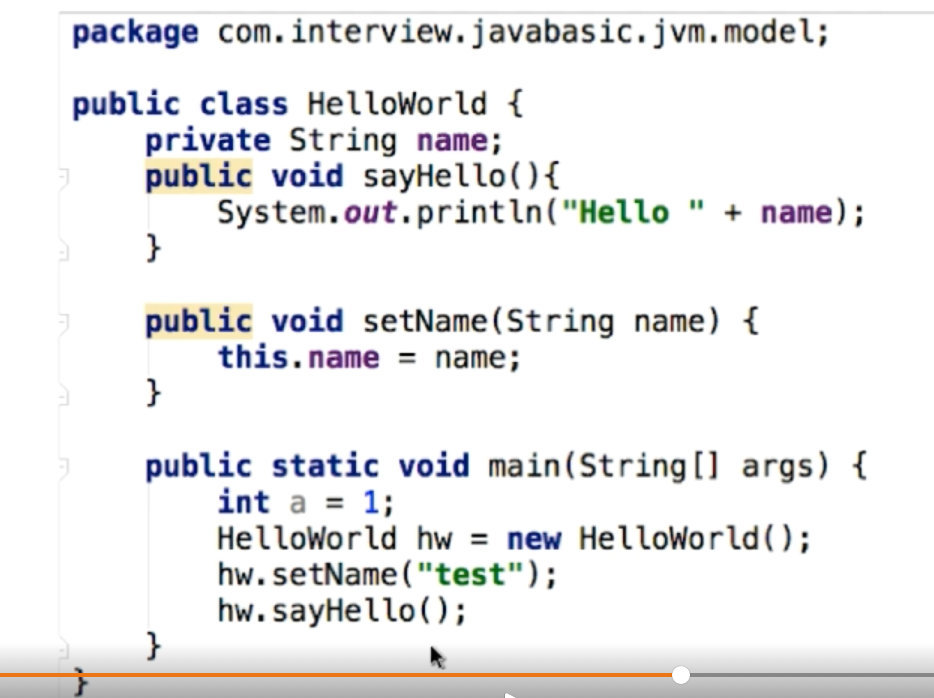 package com.interview.javabasic.jvm.model;
public class HelloWorld {
private String name;
public void sayHello(){
System.out.println("Hello " + name);
}
public void setName(String name) {
this.name = name;
}
public static void main(String[] args) {
int a = 1;
HelloWorld hw = new HelloWorld();
hw.setName("test");
hw.sayHello();
}
}